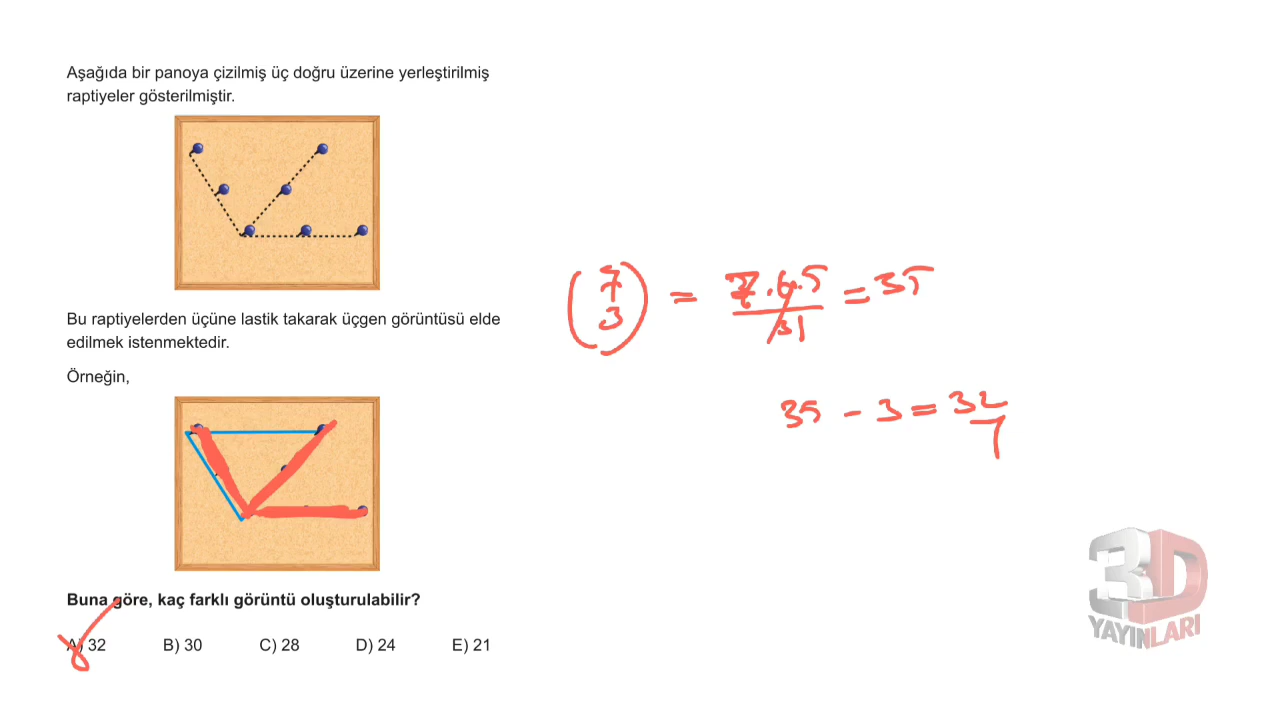 Aşağıda bir panoya çizilmiş üç doğru üzerine yerleştirilmiş
raptiyeler gösterilmiştir.
Bu raptiyelerden üçüne lastik takarak üçgen görüntüsü elde
edilmek istenmektedir.
Örneğin,
Buna göre, kaç farklı görüntü oluşturulabilir?
A) 32 B) 30 C) 28 D) 24 E) 21
(7 3) = 7.6.5 / 3! = 35
35 - 3 = 32
3D
YAYINLARI